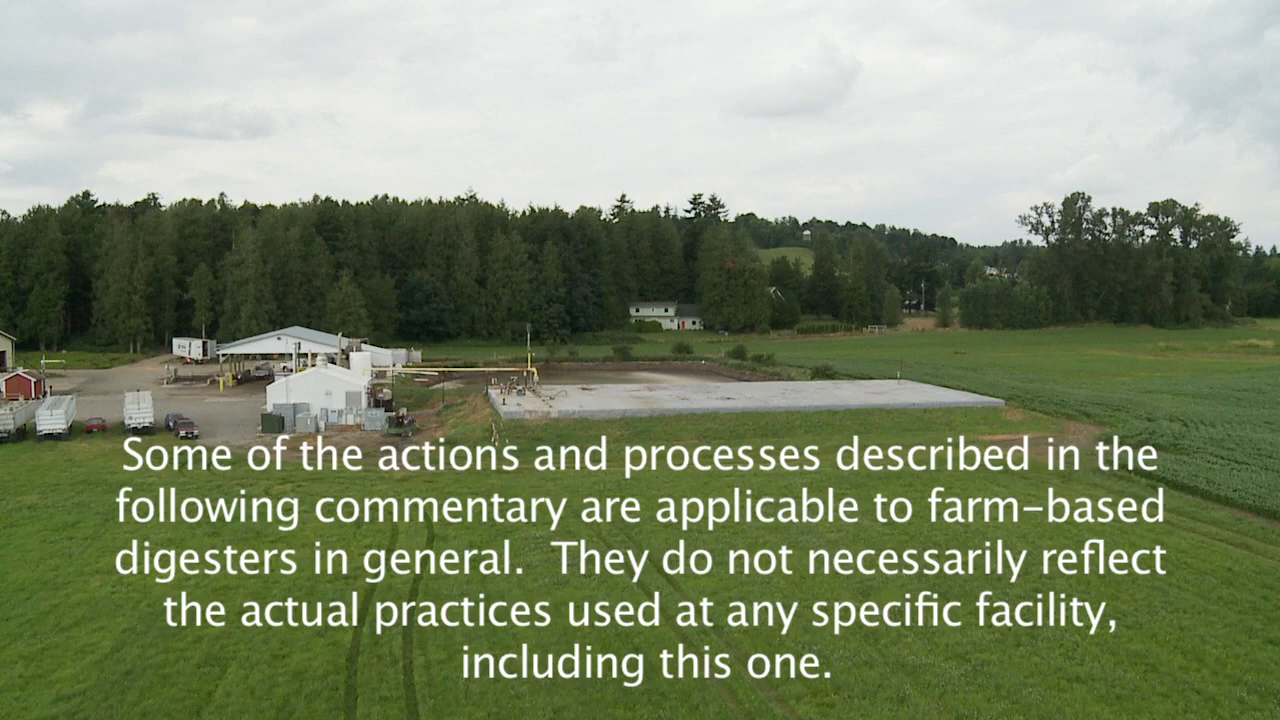 Some of the actions and processes described in the
following commentary are applicable to farm-based
digesters in general.  They do not necessarily reflect
the actual practices used at any specific facility,
including this one.